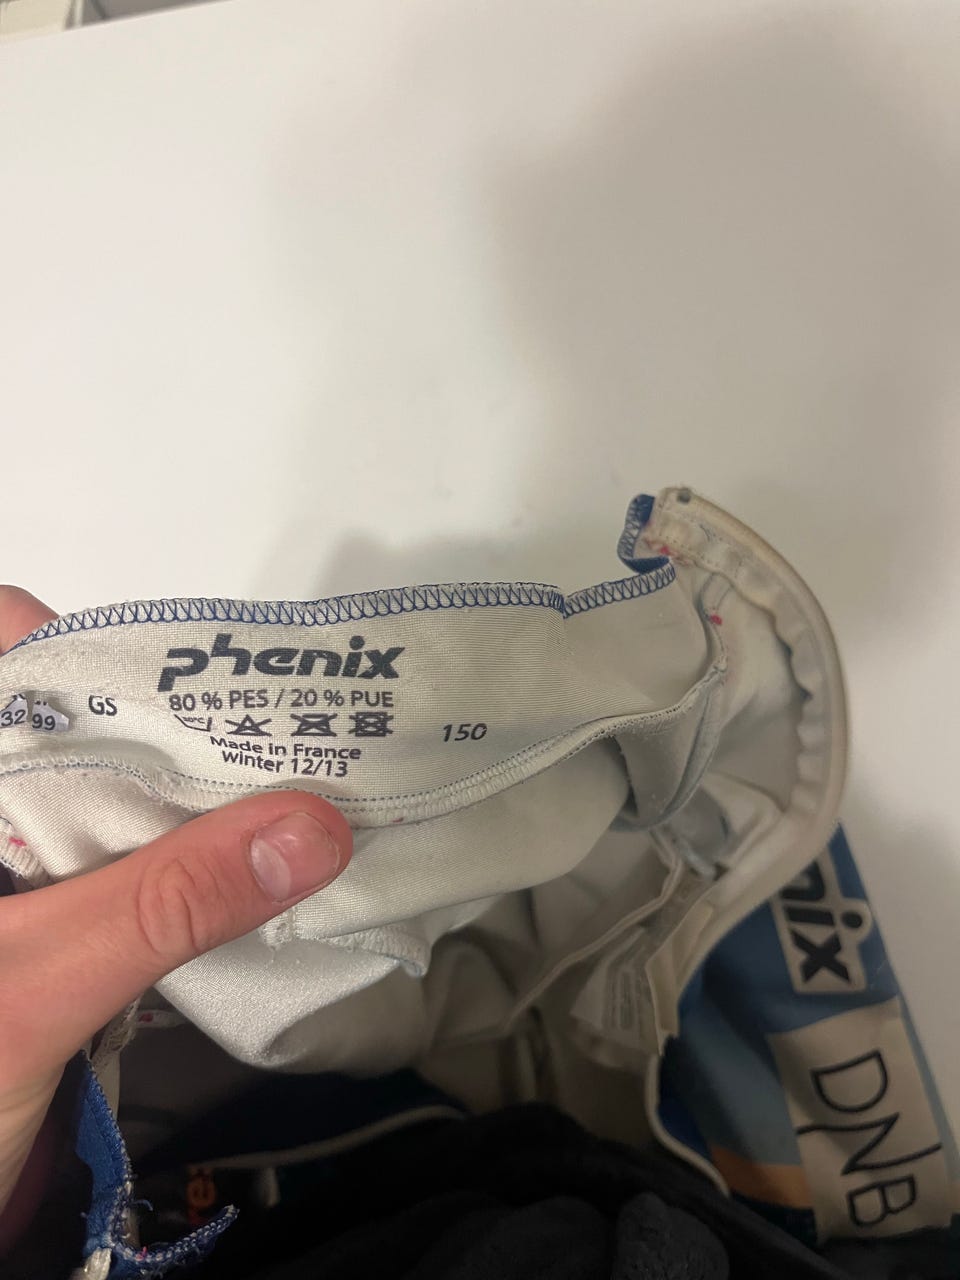 phenix
80 % PES / 20 % PUE
GS
32 99
150
Made in France
Winter 12/13
nix
DNB